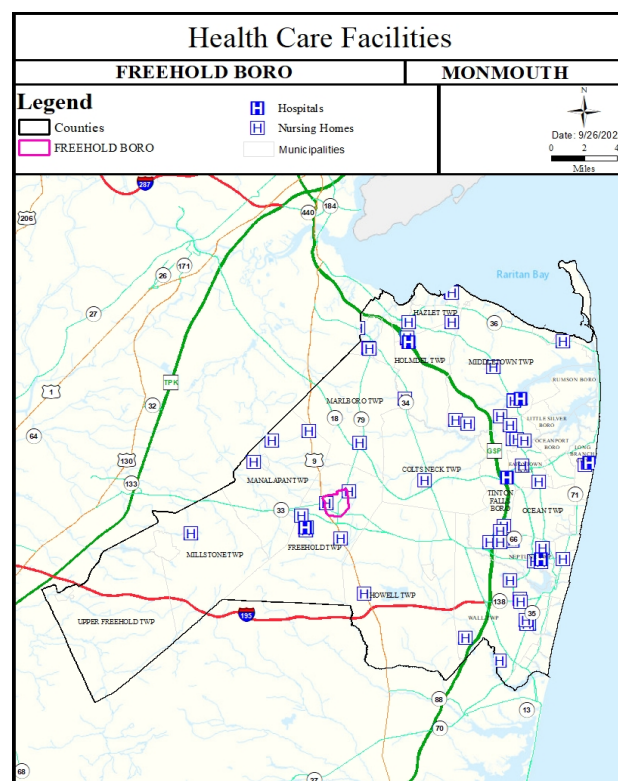 Health Care Facilities
FREEHOLD BORO
MONMOUTH
Legend
Counties
FREEHOLD BORO
H Hospitals
H Nursing Homes
Municipalities
N
Date: 9/26/202
0 2 4
Miles
287
206
440
184
171
26
27
Raritan Bay
HAZLET TWP
36
HOLMDEL TWP
MIDDLETOWN TWP
1
TPK
32
RUMSON BORO
MARLBORO TWP
34
18
79
LITTLE SILVER
BORO
64
OCEANPORT
BORO
130
9
GSP
LONG
BRANCH
133
MANALAPAN TWP
COLTS NECK TWP
71
TINTON
FALLS
BORO
OCEAN TWP
33
MILLSTONE TWP
FREEHOLD TWP
66
HOWELL TWP
195
138
35
UPPER FREEHOLD TWP
WALL TWP
88
13
70
68
37